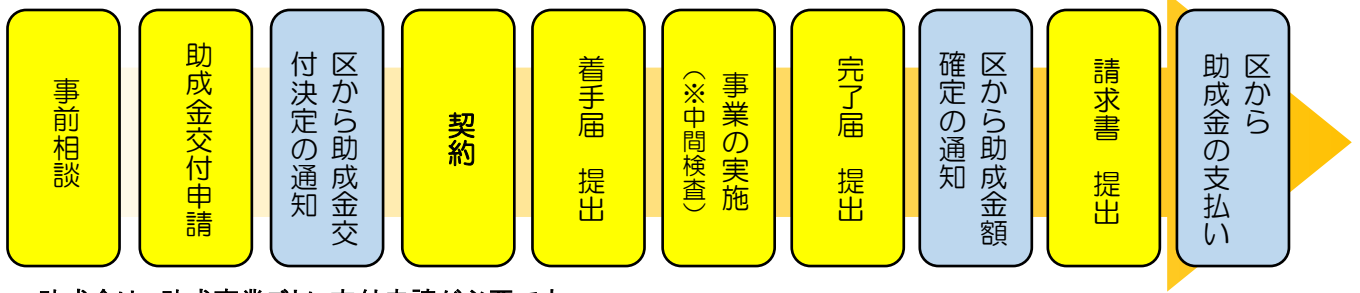 事前相談
助成金交付申請
区から助成金交
付決定の通知
契約
着手届　提出
事業の実施
（※中間検査）
完了届　提出
区から助成金額
確定の通知
請求書　提出
区から
助成金の支払い